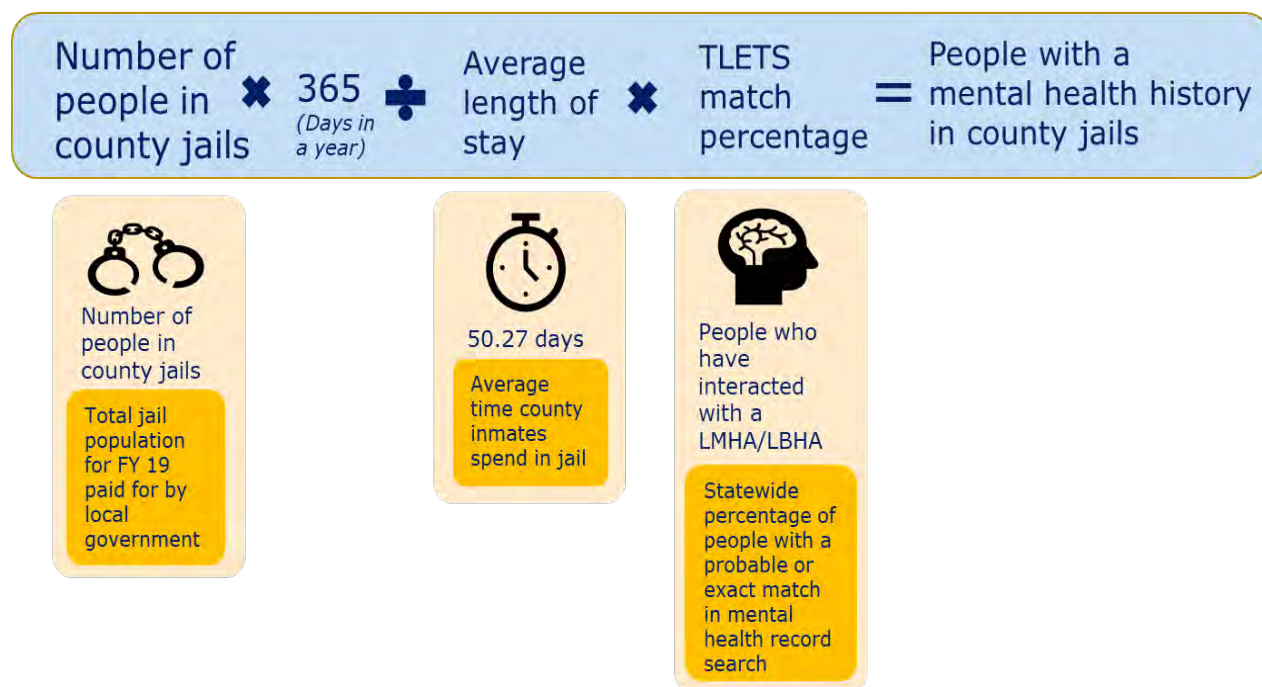 Number of
people in
county jails
✖
365
(Days in
a year)
➗
Average
length of
stay
✖
TLETS
match
percentage
=
People with a
mental health history
in county jails
Number of
people in
county jails
Total jail
population
for FY 19
paid for by
local
government
50.27 days
Average
time county
inmates
spend in jail
People who
have
interacted
with a
LMHA/LBHA
Statewide
percentage of
people with a
probable or
exact match
in mental
health record
search